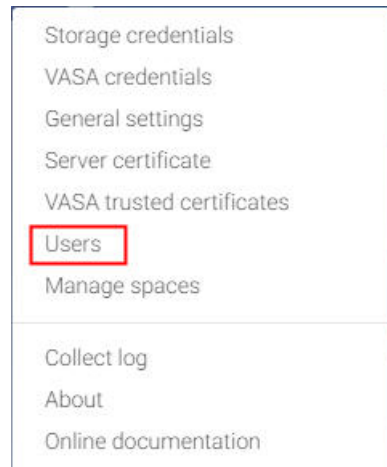 Storage credentials
VASA credentials
General settings
Server certificate
VASA trusted certificates
Users
Manage spaces
Collect log
About
Online documentation